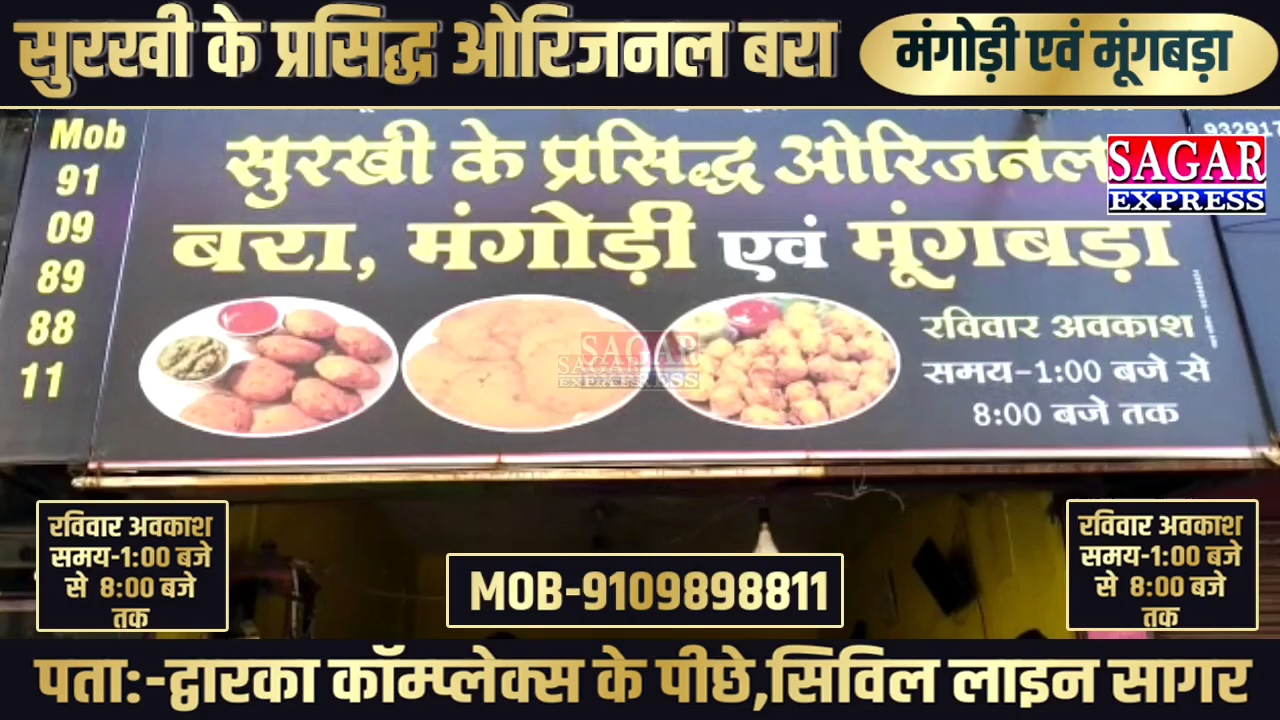 सुरखी के प्रसिद्ध ओरिजनल बरा
मंगोड़ी एवं मूंगबड़ा
Mob
91
09
89
88
11
सुरखी के प्रसिद्ध ओरिजनल
बरा, मंगोड़ी एवं मूंगबड़ा
रविवार अवकाश
समय-1:00 बजे से
8:00 बजे तक
93291
SAGAR
EXPRESS
SAGAR
EXPRESS
रविवार अवकाश
समय-1:00 बजे
से 8:00 बजे
तक
MOB-9109898811
रविवार अवकाश
समय-1:00 बजे
से 8:00 बजे
तक
पता:-द्वारका कॉम्प्लेक्स के पीछे,सिविल लाइन सागर